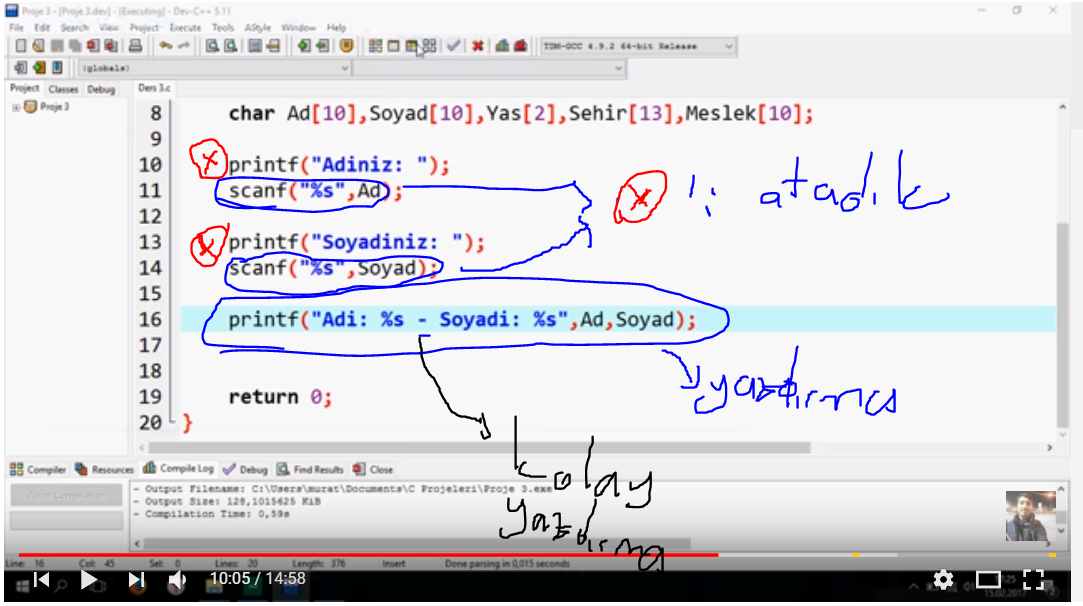 Proje 3 - [Proje 3.dev] - [Executing] - Dev-C++ 5.11
File Edit Search View Project Execute Tools AStyle Window Help
TDM-GCC 4.9.2 64-bit Release
(globals)
Project Classes Debug
Ders 3.c
Proje 3
8 char Ad[10],Soyad[10],Yas[2],Sehir[13],Meslek[10];
9
10 printf("Adiniz: ");
11 scanf("%s",Ad);
12
13 printf("Soyadiniz: ");
14 scanf("%s",Soyad);
15
16 printf("Adi: %s - Soyadi: %s",Ad,Soyad);
17
18
19 return 0;
20 }
atadık
yazdırma
kolay
yazdırma
Compiler Resources Compile Log Debug Find Results Close
Abort Compilation
- Output Filename: C:\Users\murat\Documents\C Projeleri\Proje 3.exe
- Output Size: 128,1015625 KiB
- Compilation Time: 0,59s
Line: 16 Col: 45 Sel: 0 Lines: 20 Length: 376 Insert Done parsing in 0,015 seconds
10:05 / 14:58
15.02.2017